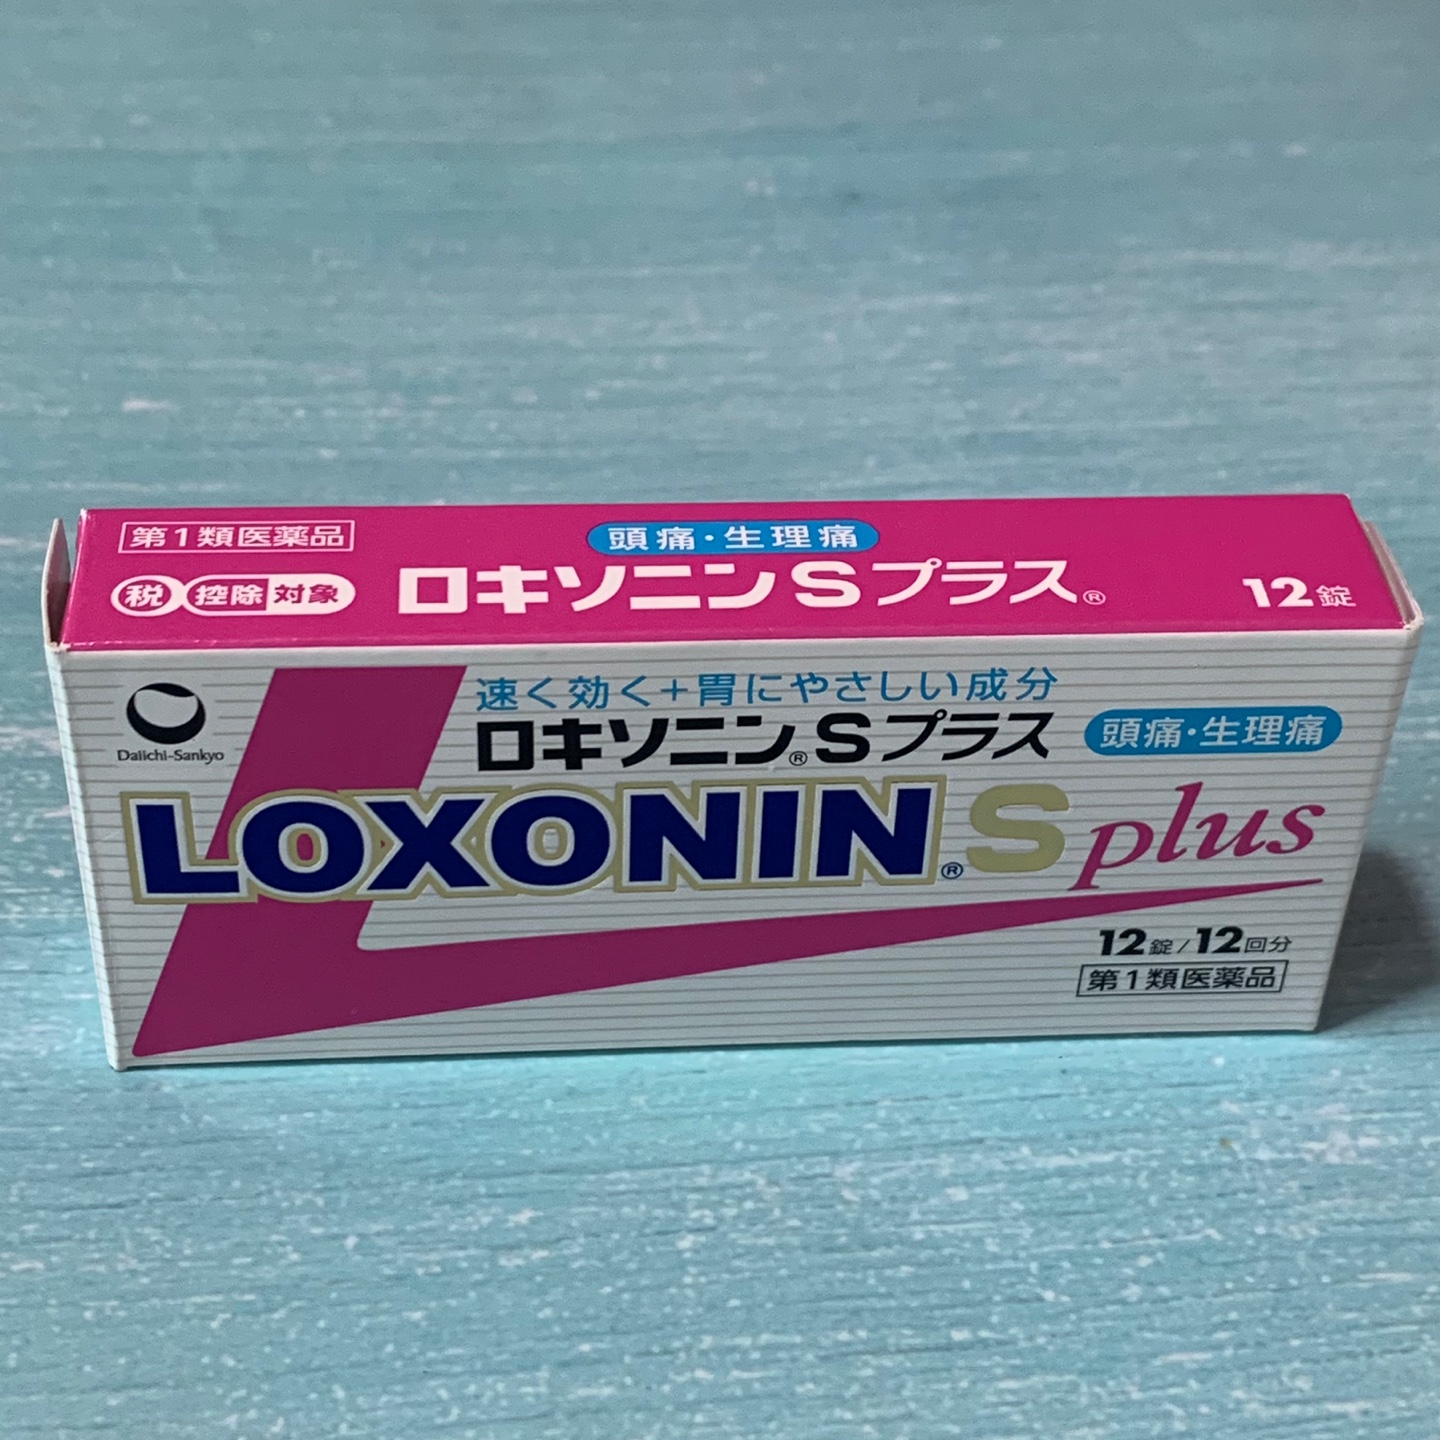 第1類医薬品
頭痛・生理痛
税 控除対象
ロキソニンSプラス®
12錠
速く効く+胃にやさしい成分
ロキソニン®Sプラス
頭痛・生理痛
Daiichi-Sankyo
LOXONIN®S plus
12錠/12回分
第1類医薬品